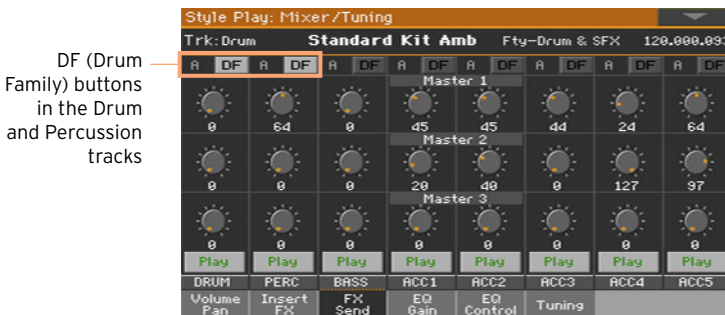 DF (Drum
Family) buttons
in the Drum
and Percussion
tracks
Style Play: Mixer/Tuning
Trk:Drum Standard Kit Amb Fty-Drum & SFX 120.000.093
A DF A DF A DF A DF A DF A DF A DF A DF
Master 1
0 64 0 45 45 44 24 64
Master 2
0 0 0 20 40 0 127 97
Master 3
0 0 0 0 0 0 0 0
Play Play Play Play Play Play Play Play
DRUM PERC BASS ACC1 ACC2 ACC3 ACC4 ACC5
Volume Pan Insert FX FX Send EQ Gain EQ Control Tuning